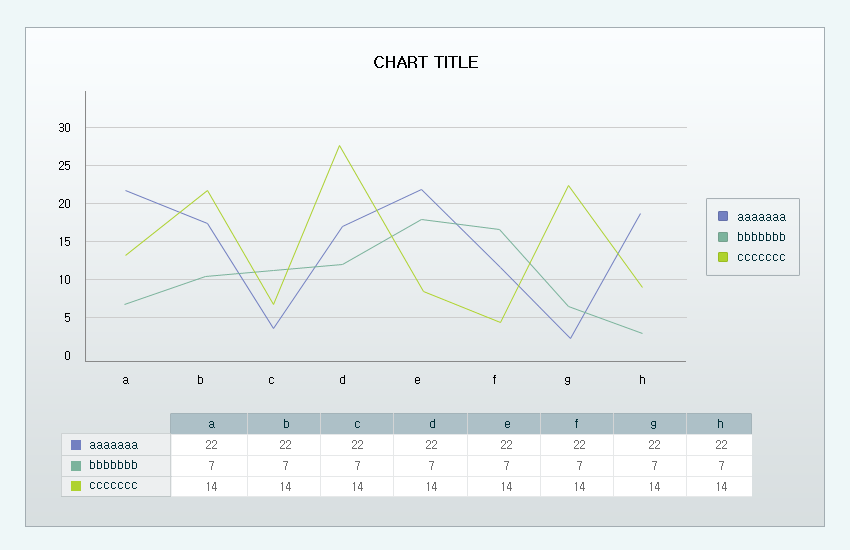 CHART TITLE
30
25
20
15
10
5
0
a b c d e f g h
aaaaaaa
bbbbbbb
ccccccc
a b c d e f g h
aaaaaaa 22 22 22 22 22 22 22 22
bbbbbbb 7 7 7 7 7 7 7 7
ccccccc 14 14 14 14 14 14 14 14